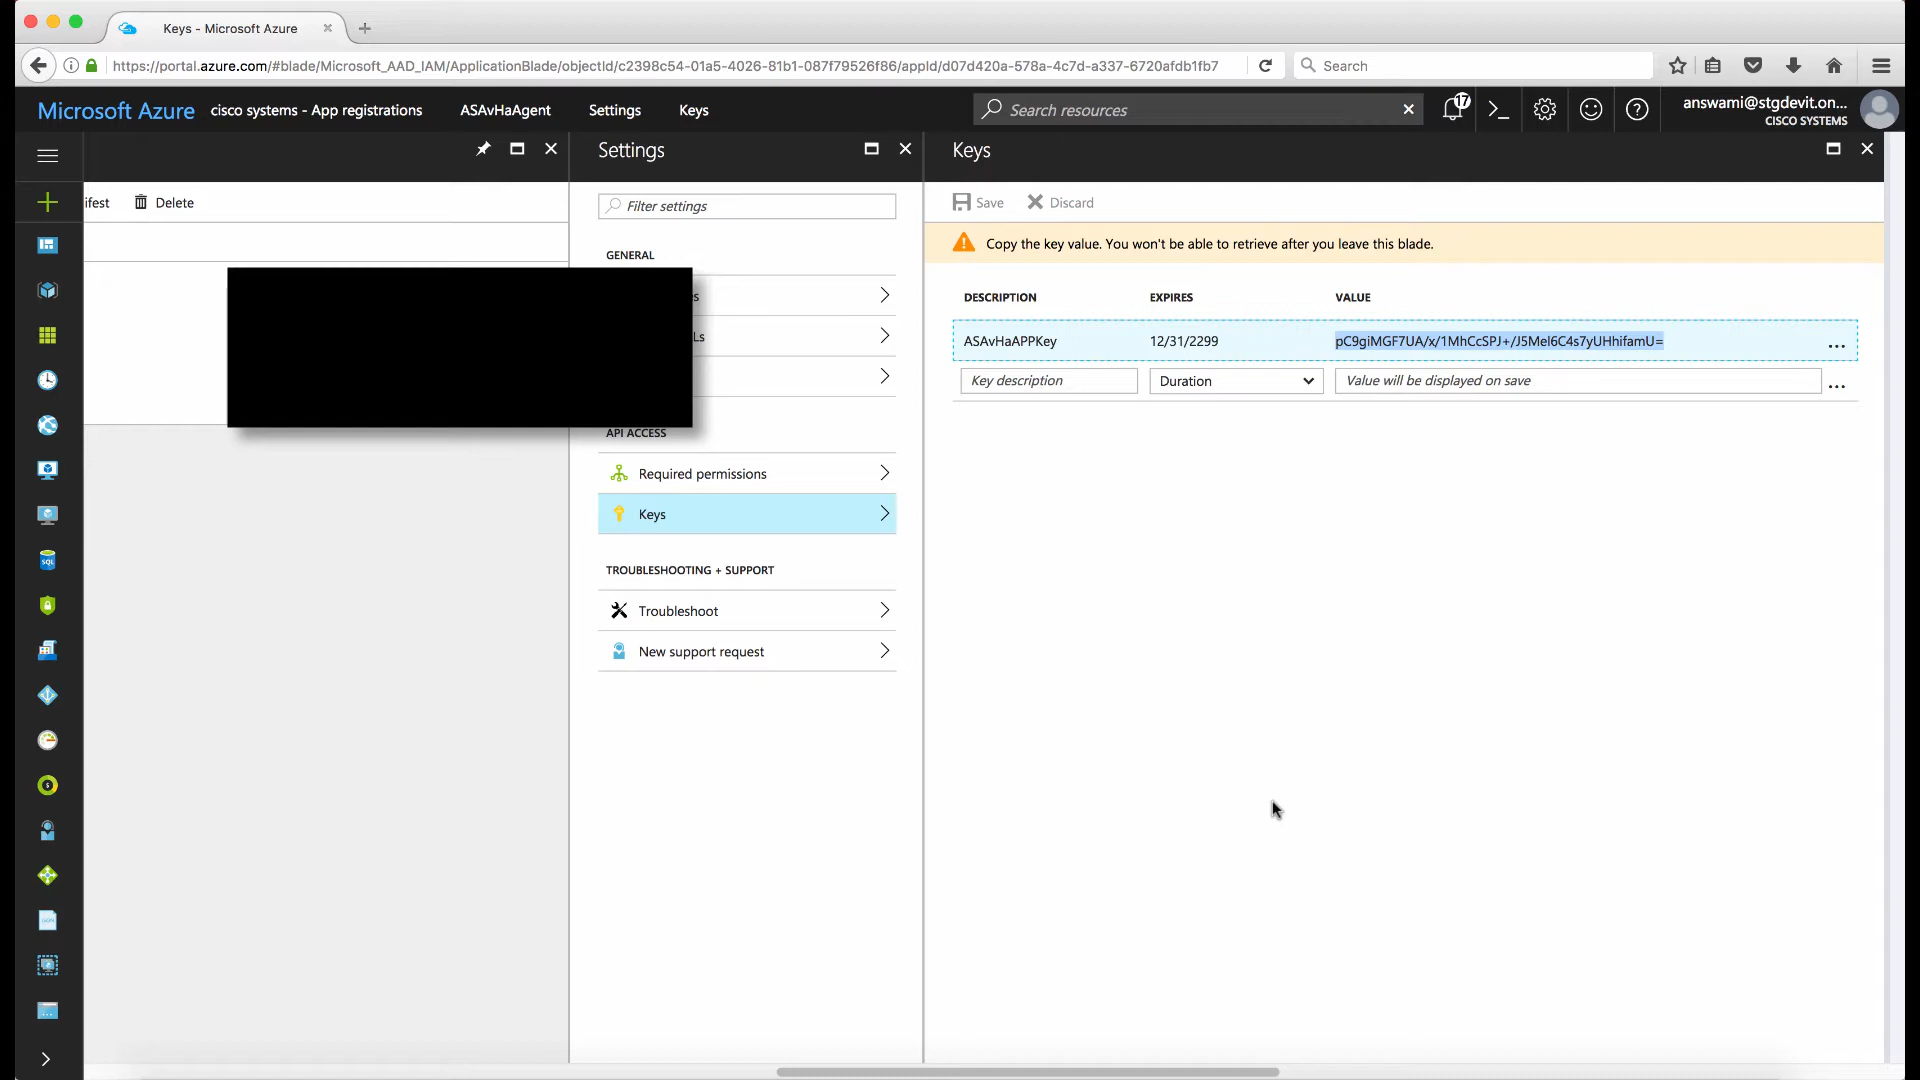 Keys - Microsoft Azure
https://portal.azure.com/#blade/Microsoft_AAD_IAM/ApplicationBlade/objectId/c2398c54-01a5-4026-81b1-087f79526f86/appId/d07d420a-578a-4c7d-a337-6720afdb1fb7
Search
Microsoft Azure
cisco systems - App registrations
ASAvHaAgent
Settings
Keys
Search resources
17
answami@stgdevit.on...
CISCO SYSTEMS
Settings
Keys
ifest
Delete
Filter settings
Save
Discard
Copy the key value. You won't be able to retrieve after you leave this blade.
GENERAL
s
Ls
DESCRIPTION
EXPIRES
VALUE
ASAvHaAPPKey
12/31/2299
pC9giMGF7UA/x/1MhCcSPJ+/J5Mel6C4s7yUHhifamU=
Key description
Duration
Value will be displayed on save
API ACCESS
Required permissions
Keys
TROUBLESHOOTING + SUPPORT
Troubleshoot
New support request
SQL